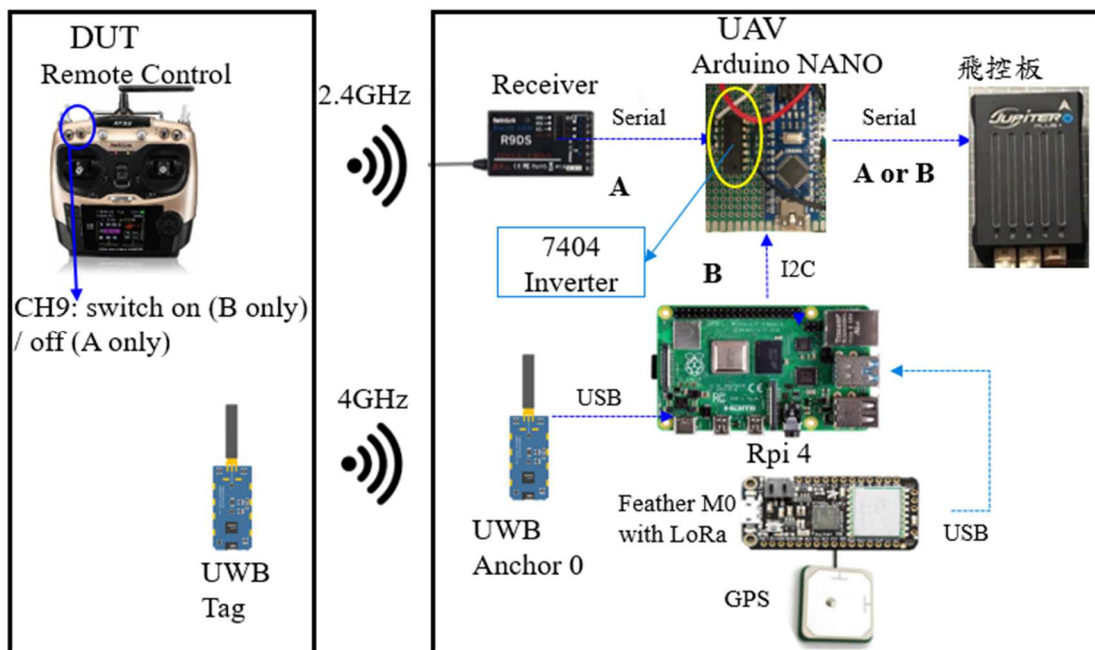 DUT
Remote Control
CH9: switch on (B only)
/ off (A only)
UWB
Tag
2.4GHz
4GHz
UAV
Receiver
R9DS
Serial
A
Arduino NANO
Serial
A or B
飛控板
JUPITER
7404
Inverter
B
I2C
USB
Rpi 4
HDMI
UWB
Anchor 0
Feather M0
with LoRa
USB
GPS